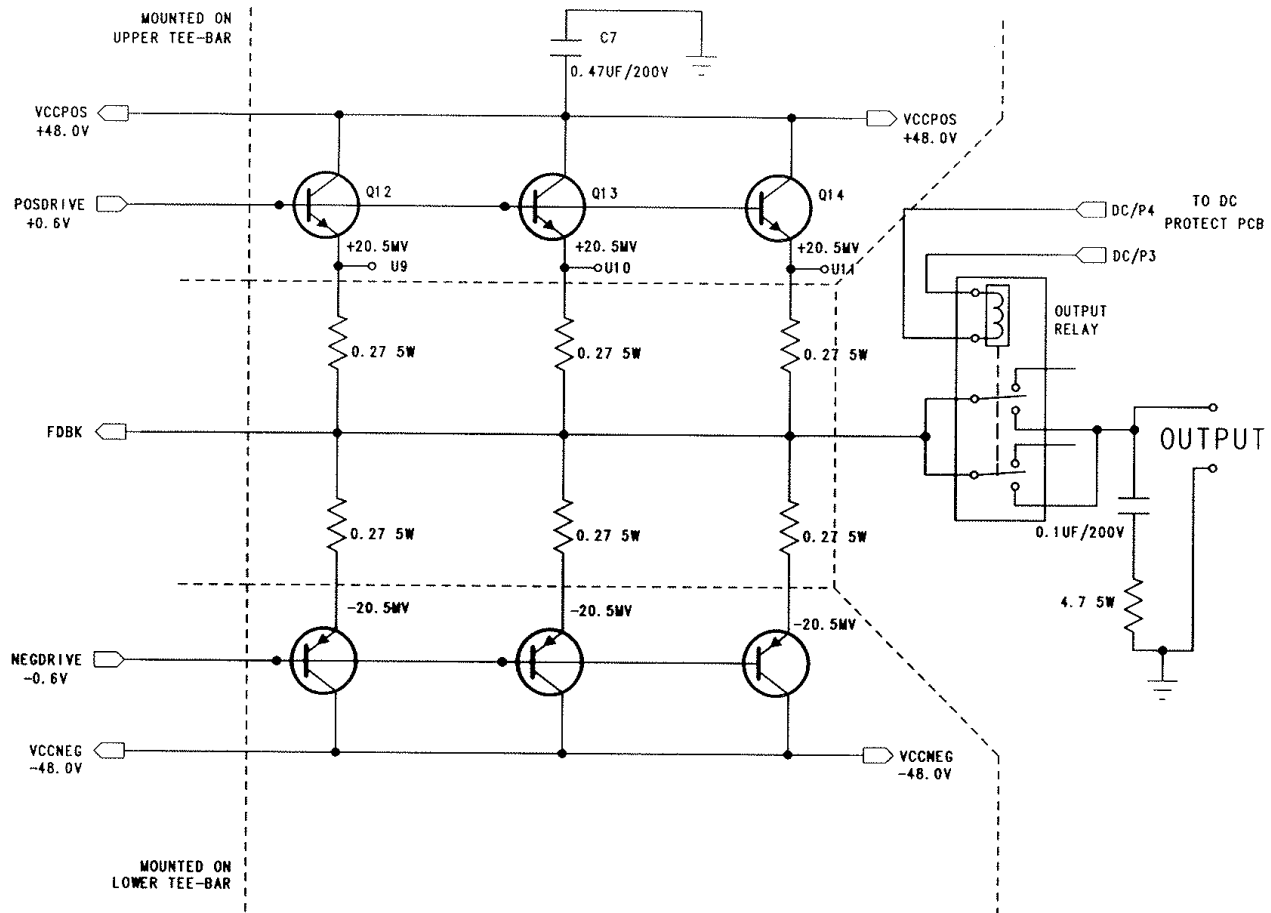 MOUNTED ON
UPPER TEE-BAR
C7
0.47UF/200V
VCCPOS
+48.0V
VCCPOS
+48.0V
Q12
Q13
Q14
POSDRIVE
+0.6V
DC/P4
TO DC
PROTECT PCB
DC/P3
+20.5MV
+20.5MV
+20.5MV
U9
U10
U11
OUTPUT
RELAY
0.27 5W
0.27 5W
0.27 5W
FDBK
OUTPUT
0.27 5W
0.27 5W
0.27 5W
0.1UF/200V
4.7 5W
-20.5MV
-20.5MV
-20.5MV
NEGDRIVE
-0.6V
VCCNEG
-48.0V
VCCNEG
-48.0V
MOUNTED ON
LOWER TEE-BAR